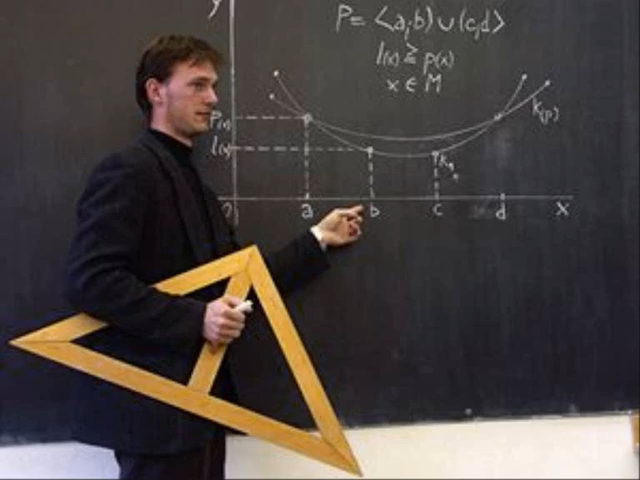 y
P = ⟨a;b) ∪ (c,d⟩
l(x) ≧ p(x)
x ∈ M
k(p)
l(x)
0 a b c d x